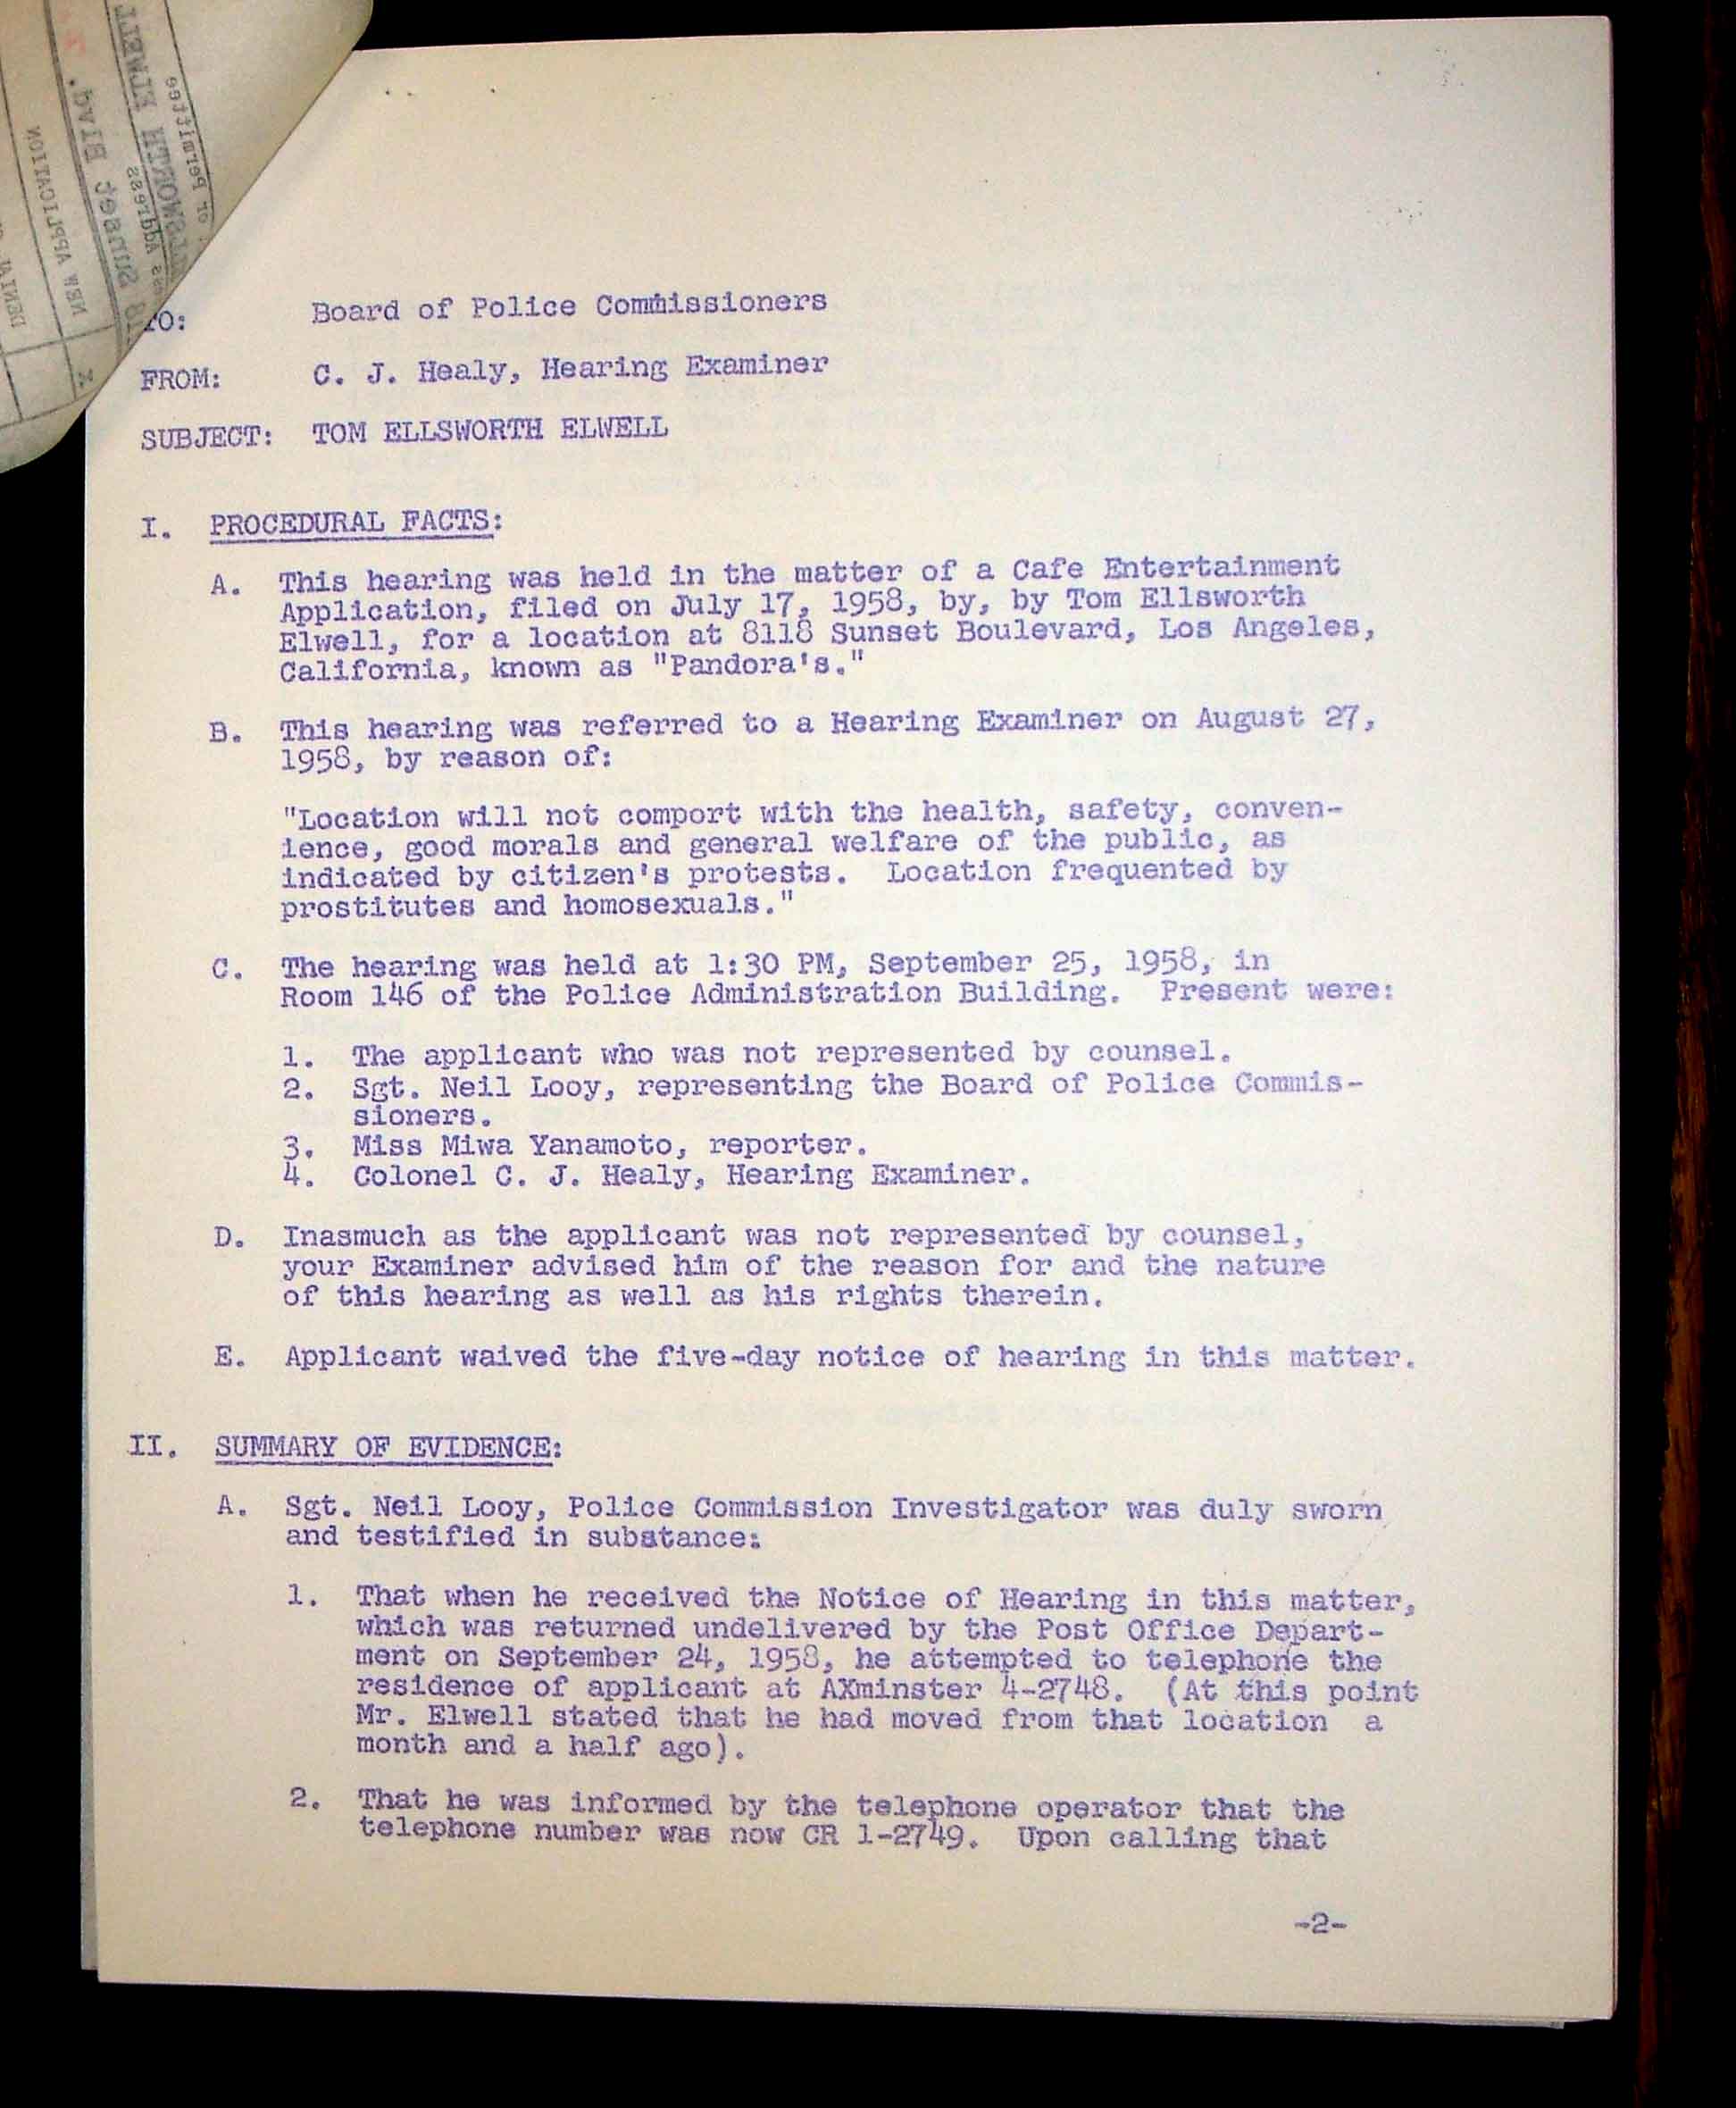 of Permittee
ELLSWORTH ELWELL
ess Address
18 Sunset Blvd.
NEW APPLICATION
DENIAL
X
TO: Board of Police Commissioners
FROM: C. J. Healy, Hearing Examiner
SUBJECT: TOM ELLSWORTH ELWELL
I. PROCEDURAL FACTS:
A. This hearing was held in the matter of a Cafe Entertainment
Application, filed on July 17, 1958, by, by Tom Ellsworth
Elwell, for a location at 8118 Sunset Boulevard, Los Angeles,
California, known as "Pandora's."
B. This hearing was referred to a Hearing Examiner on August 27,
1958, by reason of:
"Location will not comport with the health, safety, conven-
ience, good morals and general welfare of the public, as
indicated by citizen's protests. Location frequented by
prostitutes and homosexuals."
C. The hearing was held at 1:30 PM, September 25, 1958, in
Room 146 of the Police Administration Building. Present were:
1. The applicant who was not represented by counsel.
2. Sgt. Neil Looy, representing the Board of Police Commis-
sioners.
3. Miss Miwa Yanamoto, reporter.
4. Colonel C. J. Healy, Hearing Examiner.
D. Inasmuch as the applicant was not represented by counsel,
your Examiner advised him of the reason for and the nature
of this hearing as well as his rights therein.
E. Applicant waived the five-day notice of hearing in this matter.
II. SUMMARY OF EVIDENCE:
A. Sgt. Neil Looy, Police Commission Investigator was duly sworn
and testified in substance:
1. That when he received the Notice of Hearing in this matter,
which was returned undelivered by the Post Office Depart-
ment on September 24, 1958, he attempted to telephone the
residence of applicant at AXminster 4-2748. (At this point
Mr. Elwell stated that he had moved from that location a
month and a half ago).
2. That he was informed by the telephone operator that the
telephone number was now CR 1-2749. Upon calling that
-2-